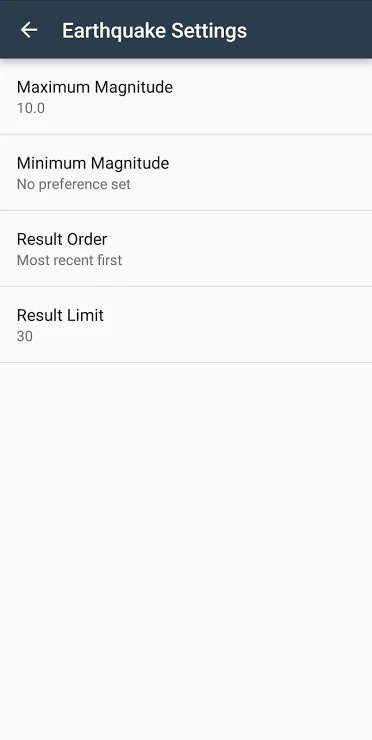 Earthquake Settings
Maximum Magnitude
10.0
Minimum Magnitude
No preference set
Result Order
Most recent first
Result Limit
30